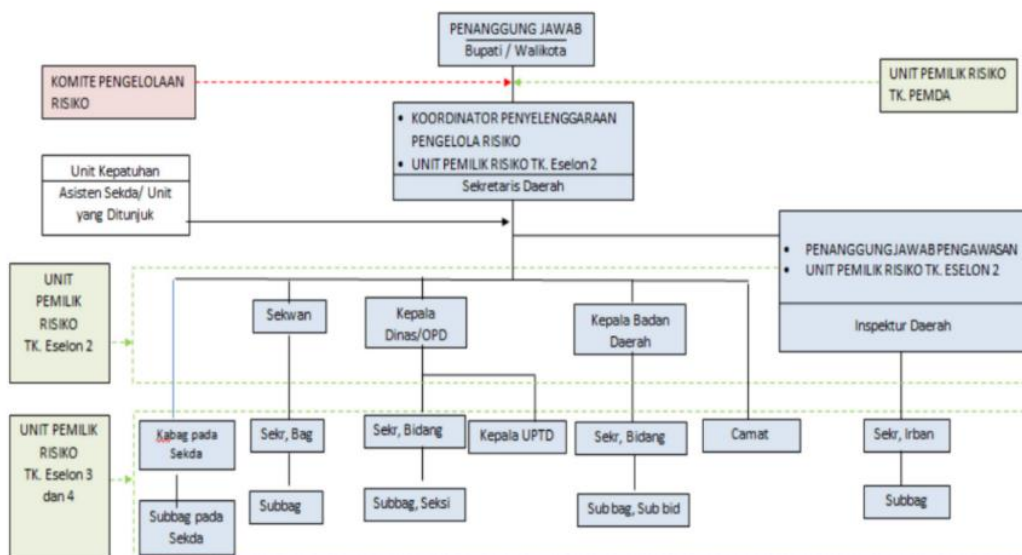 PENANGGUNG JAWAB
Bupati / Walikota
KOMITE PENGELOLAAN
RISIKO
UNIT PEMILIK RISIKO
TK. PEMDA
• KOORDINATOR PENYELENGGARAAN
PENGELOLA RISIKO
• UNIT PEMILIK RISIKO TK. Eselon 2
Sekretaris Daerah
Unit Kepatuhan
Asisten Sekda/ Unit
yang Ditunjuk
• PENANGGUNG JAWAB PENGAWASAN
• UNIT PEMILIK RISIKO TK. ESELON 2
Inspektur Daerah
UNIT
PEMILIK
RISIKO
TK. Eselon 2
Sekwan
Kepala
Dinas/OPD
Kepala Badan
Daerah
UNIT PEMILIK
RISIKO
TK. Eselon 3
dan 4
Kabag pada
Sekda
Sekr, Bag
Sekr, Bidang
Kepala UPTD
Sekr, Bidang
Camat
Sekr, Irban
Subbag pada
Sekda
Subbag
Subbag, Seksi
Sub bag, Sub bid
Subbag